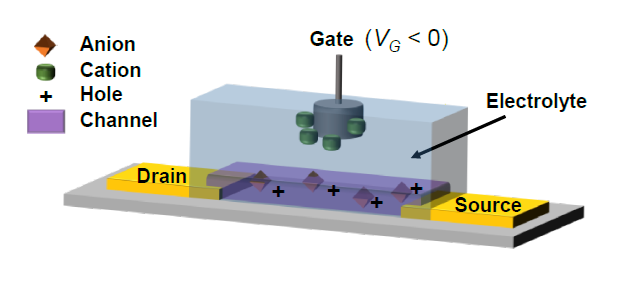 Gate (V_G < 0)
Anion
Cation
+ Hole
Channel
Electrolyte
Drain
Source
+ + + +